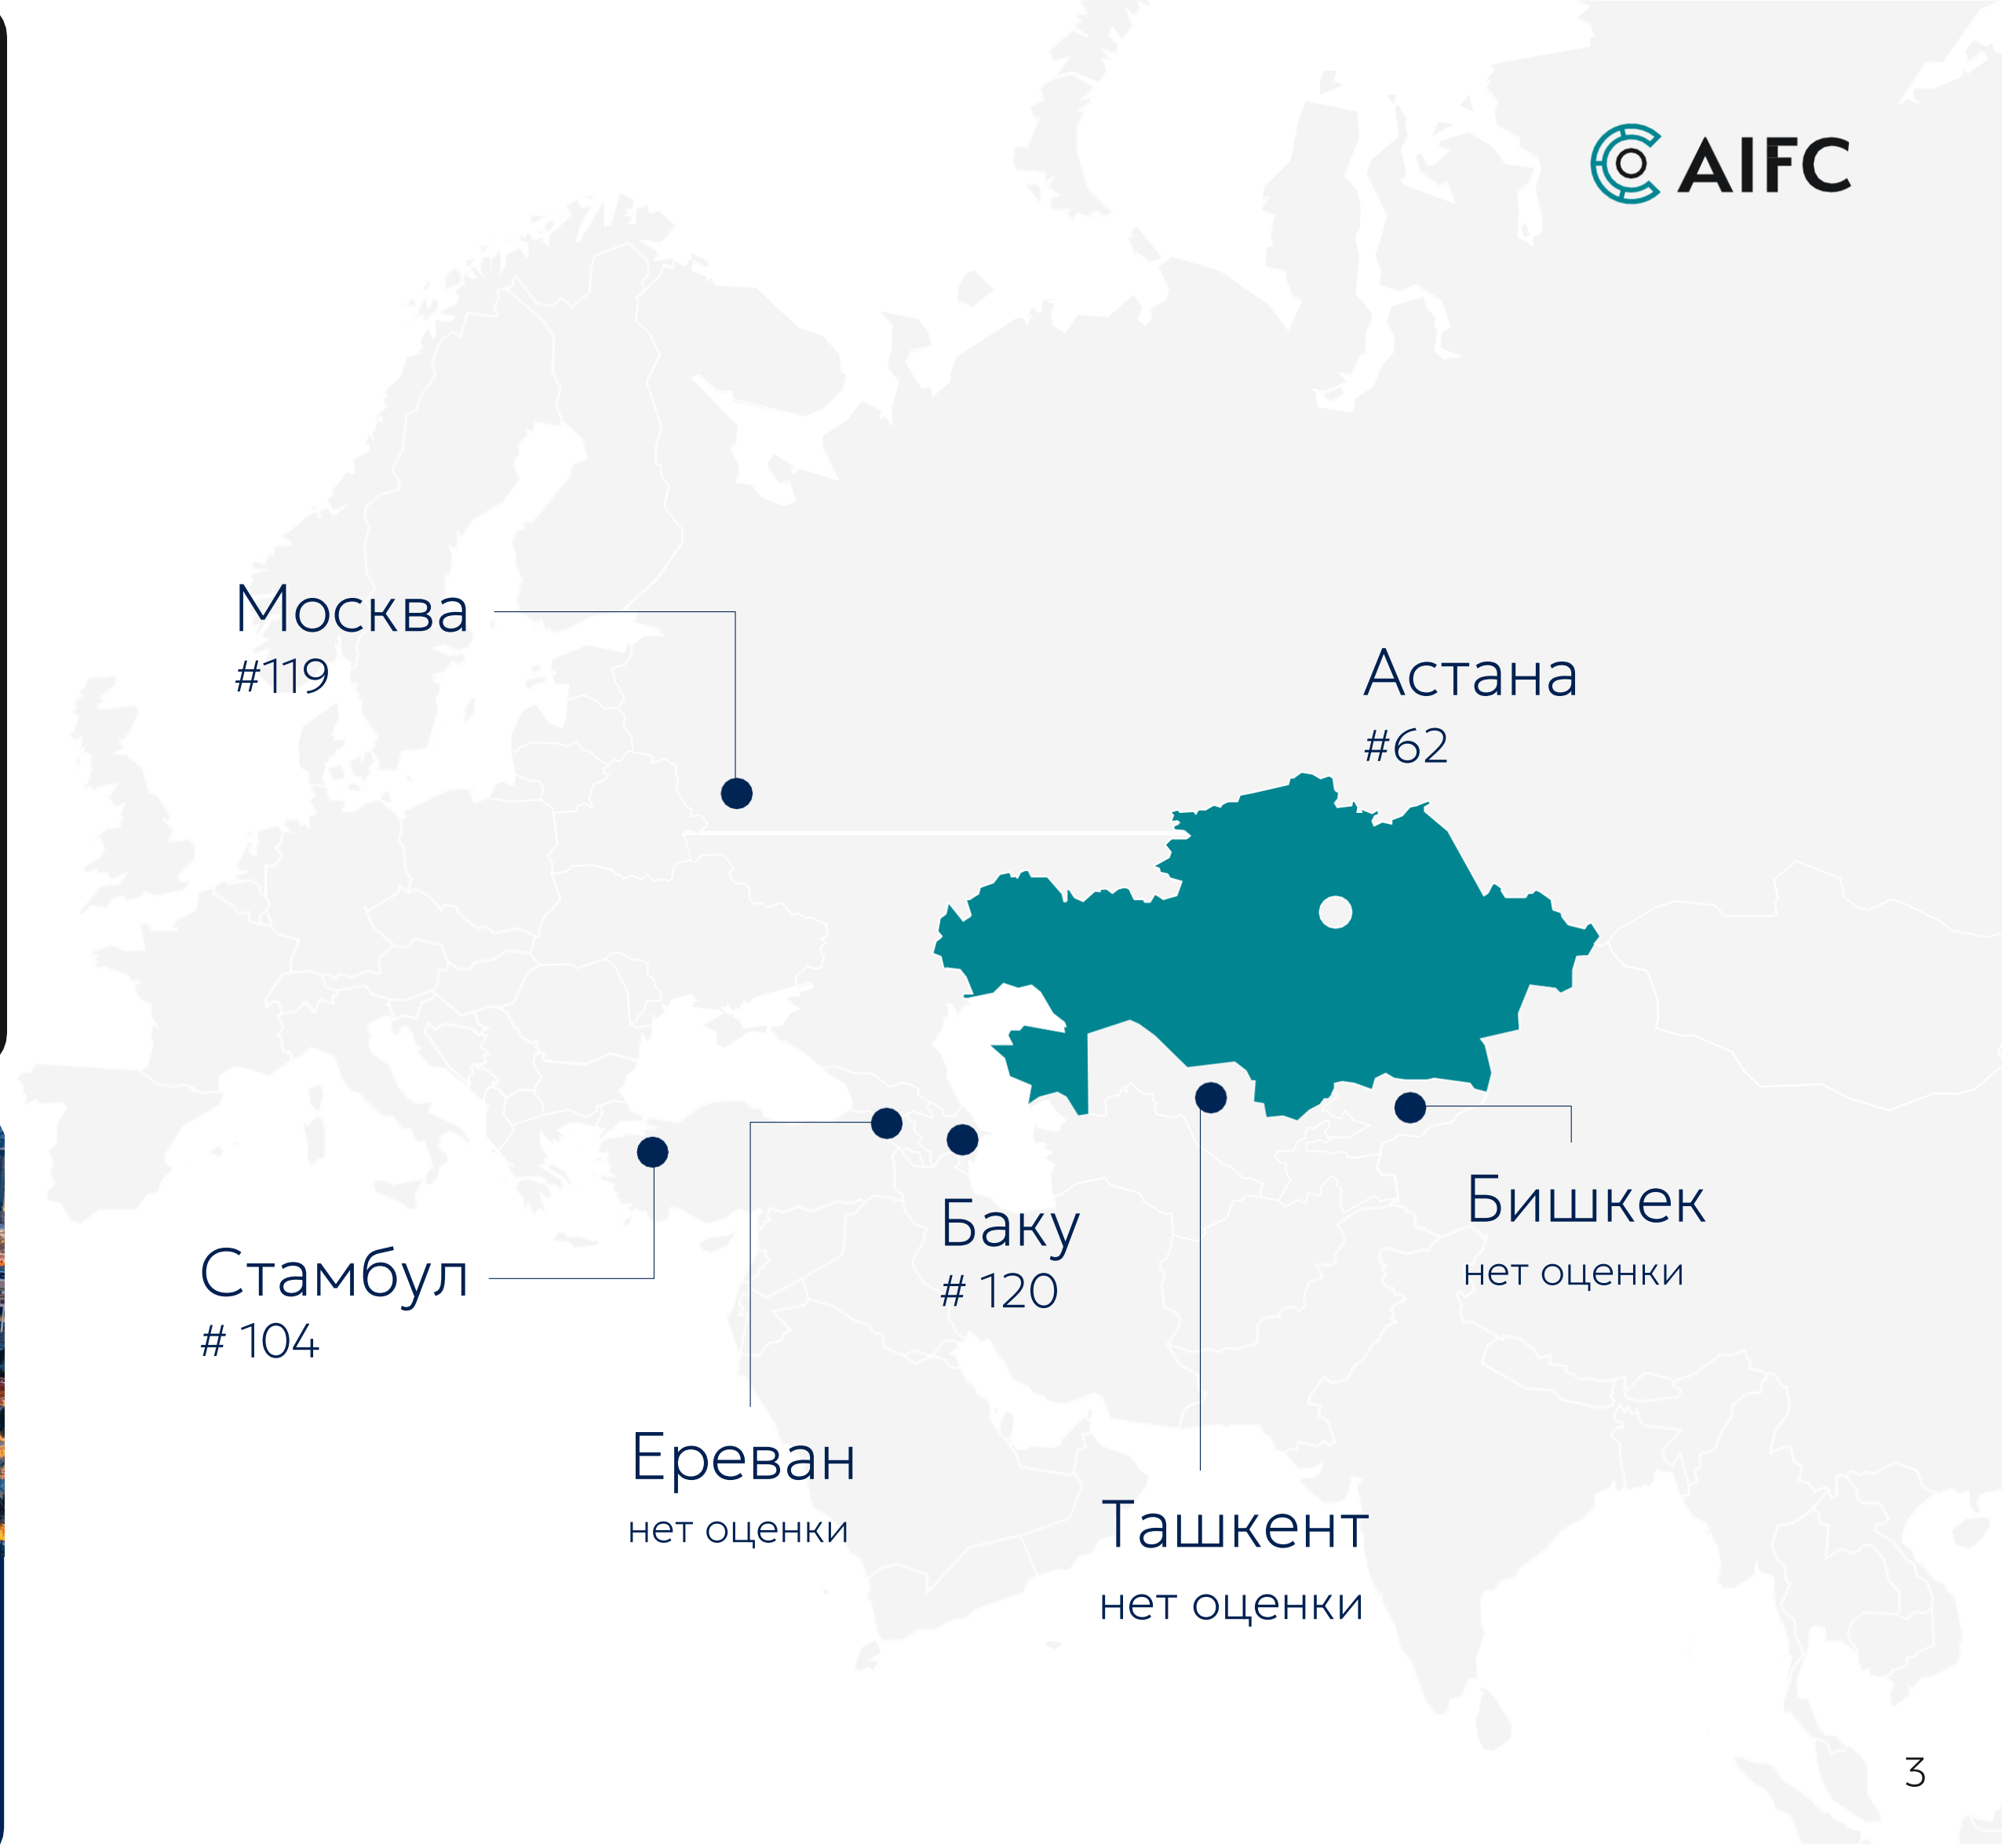 AIFC
Москва
#119
Астана
#62
Бишкек
нет оценки
Баку
# 120
Стамбул
# 104
Ереван
нет оценки
Ташкент
нет оценки
3